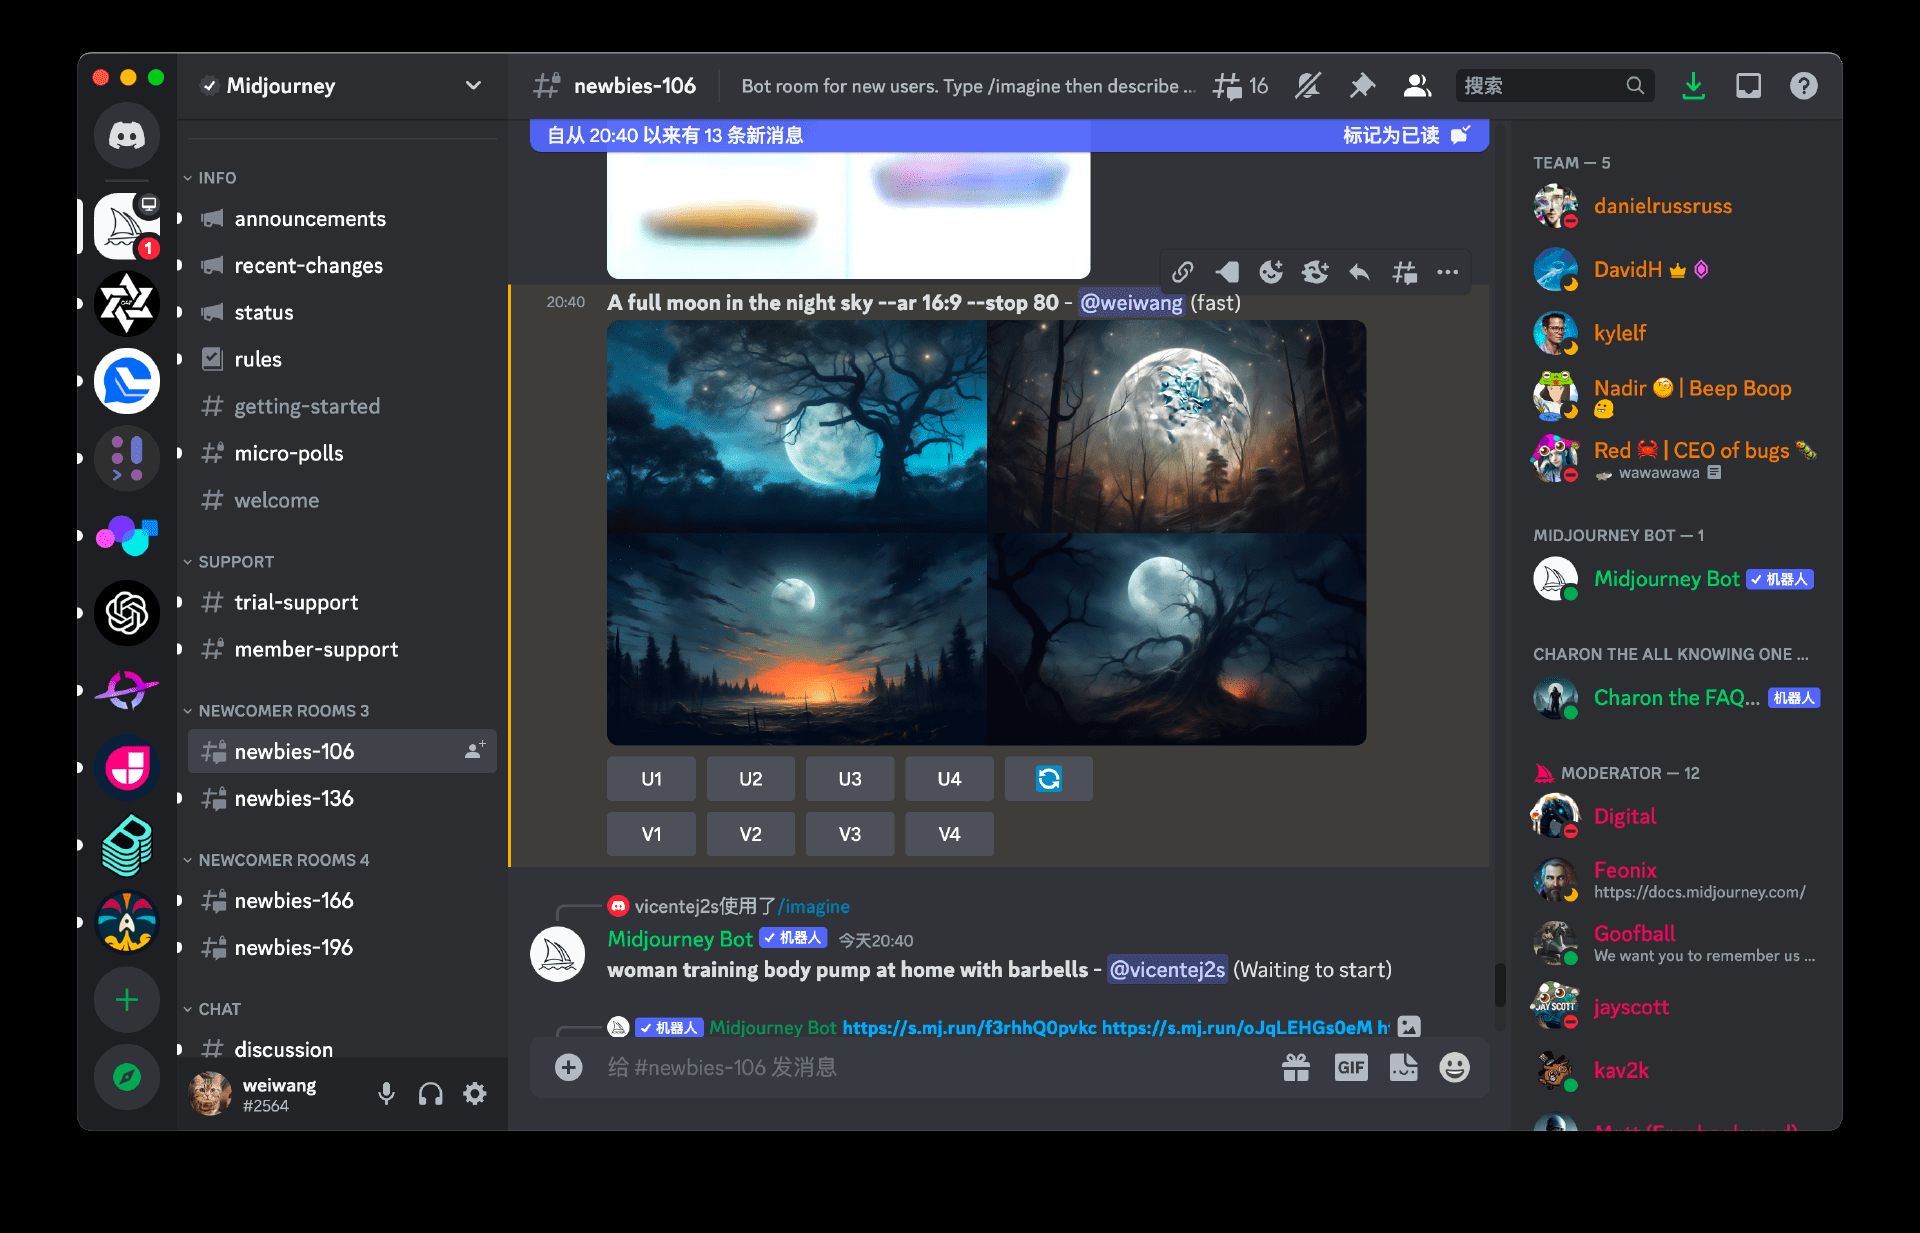 Midjourney
newbies-106
Bot room for new users. Type /imagine then describe ...
16
搜索
1
INFO
announcements
recent-changes
status
rules
getting-started
micro-polls
welcome
SUPPORT
trial-support
member-support
NEWCOMER ROOMS 3
newbies-106
newbies-136
NEWCOMER ROOMS 4
newbies-166
newbies-196
CHAT
discussion
weiwang
#2564
自从 20:40 以来有 13 条新消息
标记为已读
20:40
A full moon in the night sky --ar 16:9 --stop 80 - @weiwang (fast)
U1 U2 U3 U4
V1 V2 V3 V4
vicentej2s使用了/imagine
Midjourney Bot 机器人 今天20:40
woman training body pump at home with barbells - @vicentej2s (Waiting to start)
机器人 Midjourney Bot https://s.mj.run/f3rhhQ0pvkc https://s.mj.run/oJqLEHGs0eM
给 #newbies-106 发消息
GIF
TEAM — 5
danielrussruss
DavidH
kylelf
Nadir | Beep Boop
Red | CEO of bugs
wawawawa
MIDJOURNEY BOT — 1
Midjourney Bot 机器人
CHARON THE ALL KNOWING ONE ...
Charon the FAQ... 机器人
MODERATOR — 12
Digital
Feonix
https://docs.midjourney.com/
Goofball
We want you to remember us ...
JAY SCOTT
jayscott
kav2k